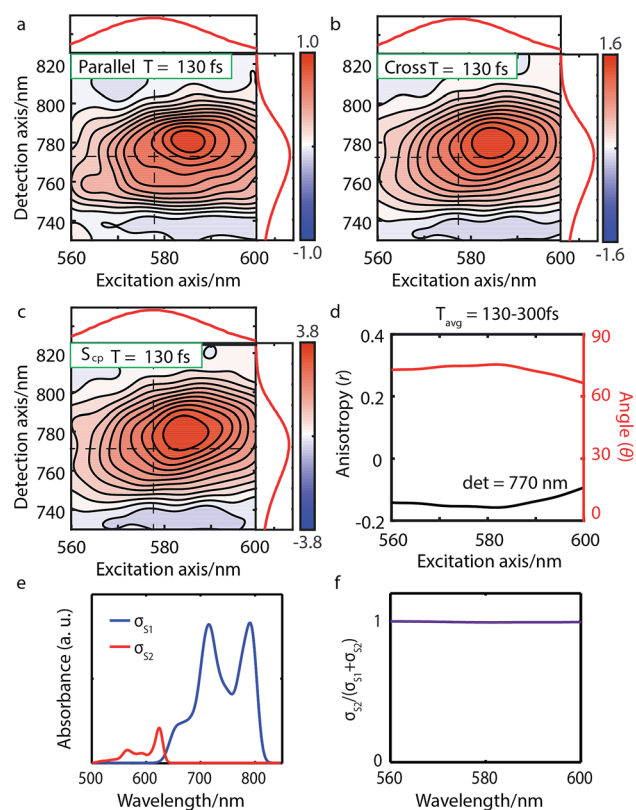 a
1.0
820
Parallel T = 130 fs
800
780
760
740
Detection axis/nm
-1.0
560
580
600
Excitation axis/nm
b
1.6
820
Cross T = 130 fs
800
780
760
740
Detection axis/nm
-1.6
560
580
600
Excitation axis/nm
c
3.8
820
Scp T = 130 fs
800
780
760
740
Detection axis/nm
-3.8
560
580
600
Excitation axis/nm
d
Tavg = 130-300fs
0.4
0.2
0
-0.2
Anisotropy (r)
90
60
30
0
Angle (θ)
det = 770 nm
560
580
600
Excitation axis/nm
e
σS1
σS2
Absorbance (a. u.)
500
600
700
800
Wavelength/nm
f
1
0
σS2/(σS1+σS2)
560
580
600
Wavelength/nm